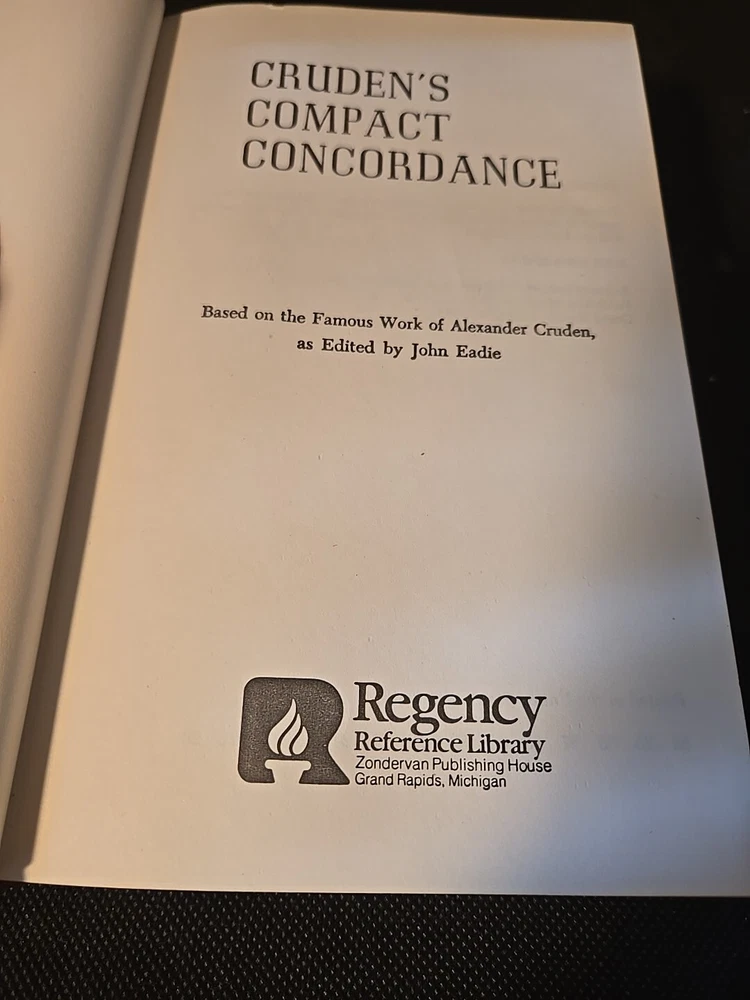 CRUDEN'S
COMPACT
CONCORDANCE
Based on the Famous Work of Alexander Cruden,
as Edited by John Eadie
Regency
Reference Library
Zondervan Publishing House
Grand Rapids, Michigan